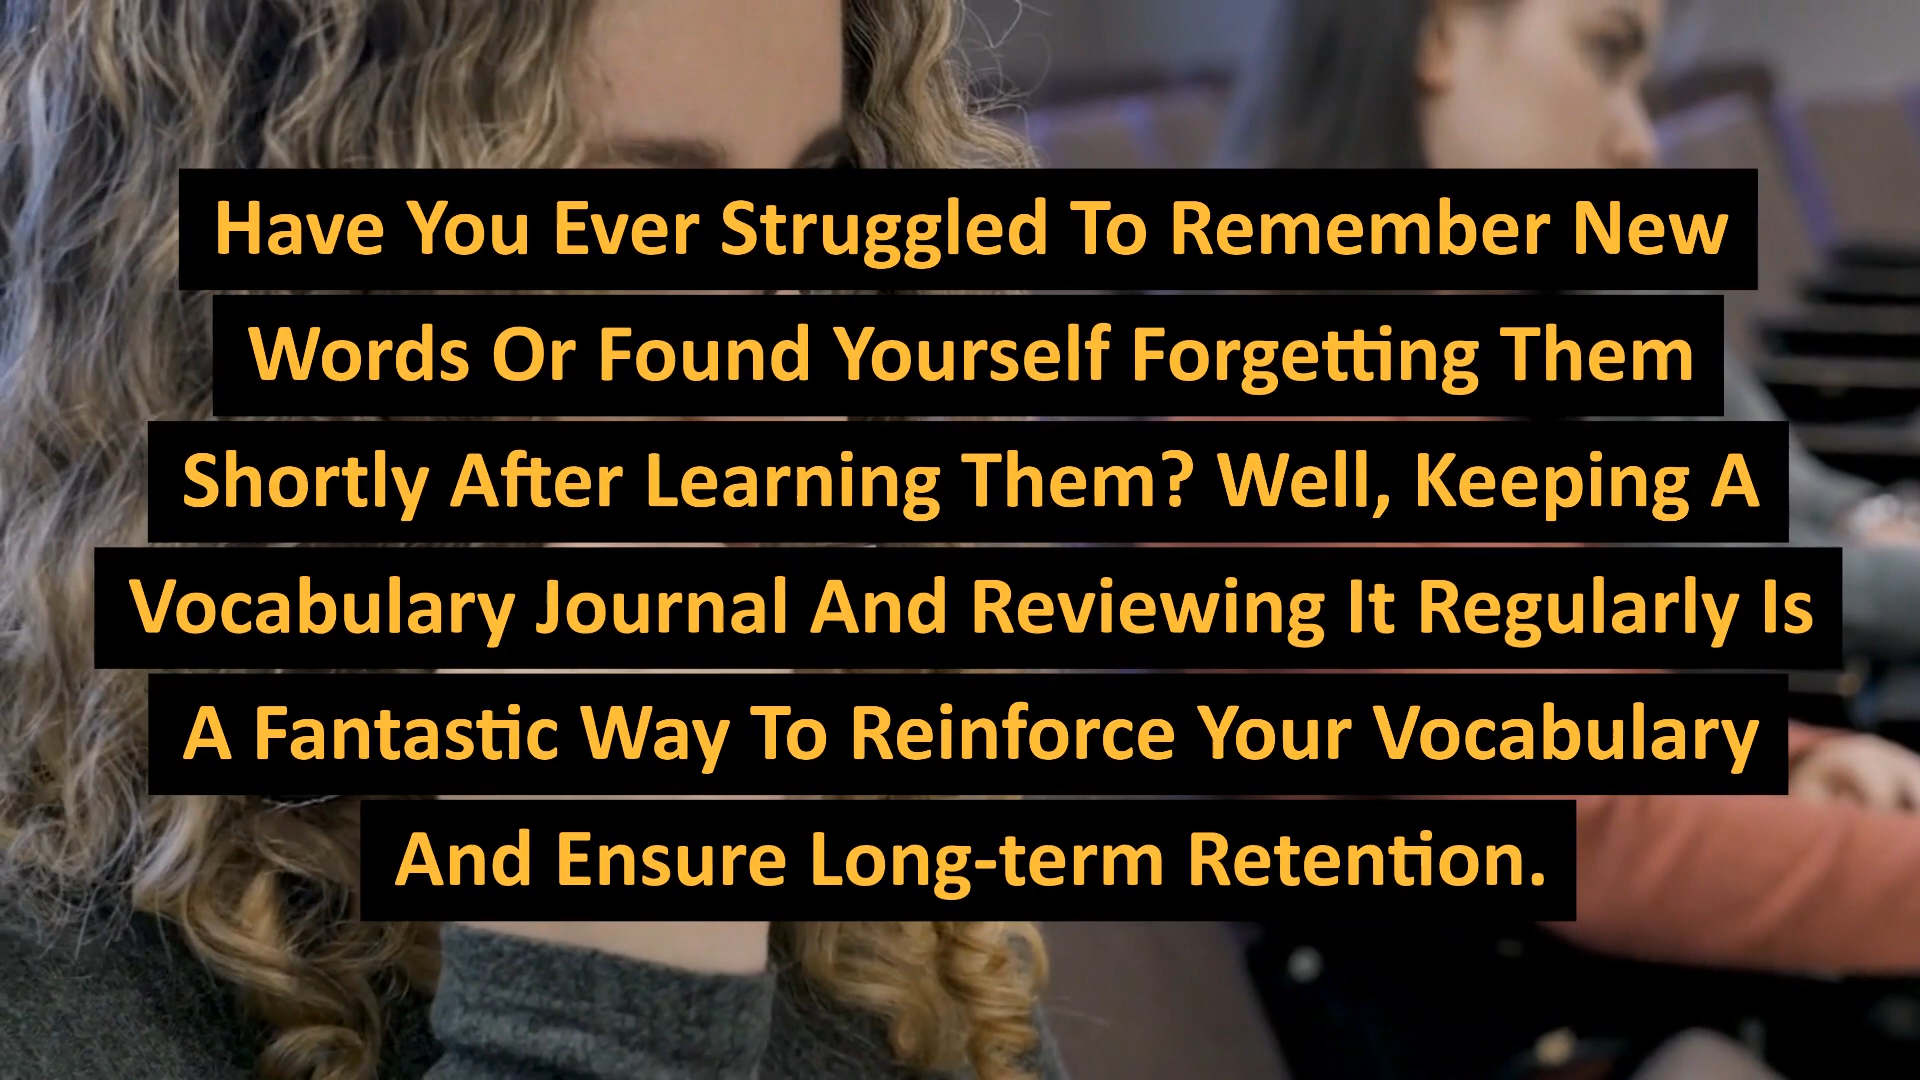 Have You Ever Struggled To Remember New
Words Or Found Yourself Forgetting Them
Shortly After Learning Them? Well, Keeping A
Vocabulary Journal And Reviewing It Regularly Is
A Fantastic Way To Reinforce Your Vocabulary
And Ensure Long-term Retention.